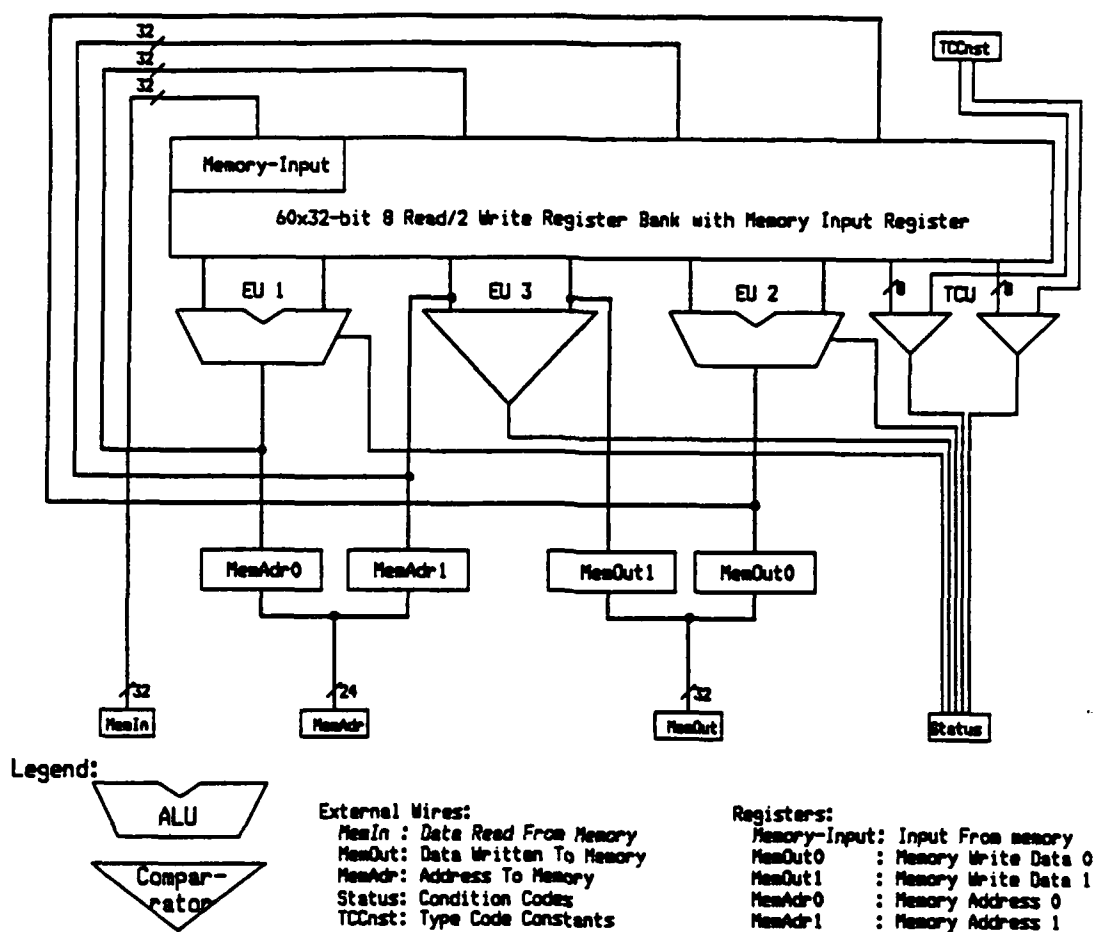 32
32
32
TCCnst
Memory-Input
60x32-bit 8 Read/2 Write Register Bank with Memory Input Register
EU 1
EU 3
EU 2
8
TCU
8
MemAdr0
MemAdr1
MemOut1
MemOut0
32
24
32
MemIn
MemAdr
MemOut
Status
Legend:
ALU
Compar-
rator
External Wires:
MemIn : Data Read From Memory
MemOut: Data Written To Memory
MemAdr: Address To Memory
Status: Condition Codes
TCCnst: Type Code Constants
Registers:
Memory-Input: Input From memory
MemOut0 : Memory Write Data 0
MemOut1 : Memory Write Data 1
MemAdr0 : Memory Address 0
MemAdr1 : Memory Address 1